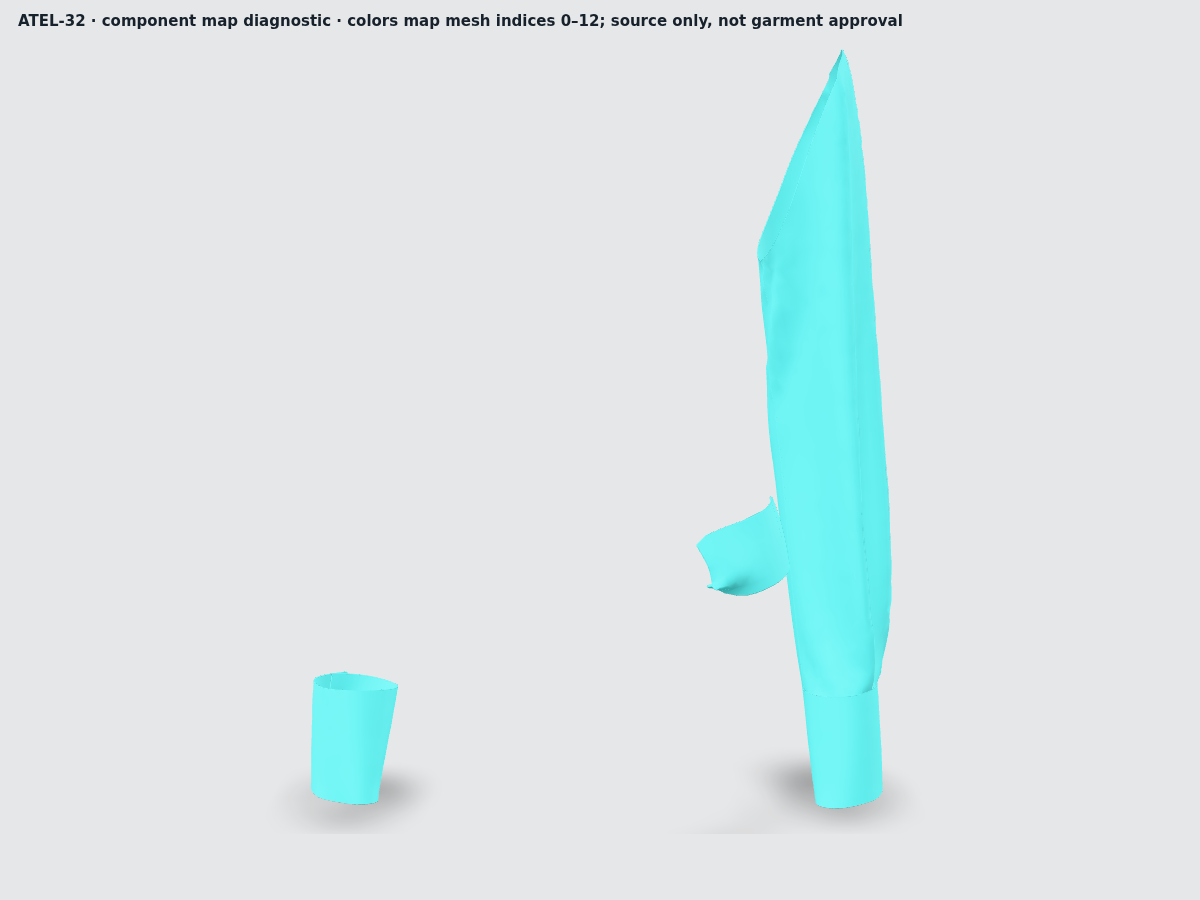 ATEL-32 · component map diagnostic · colors map mesh indices 0–12; source only, not garment approval